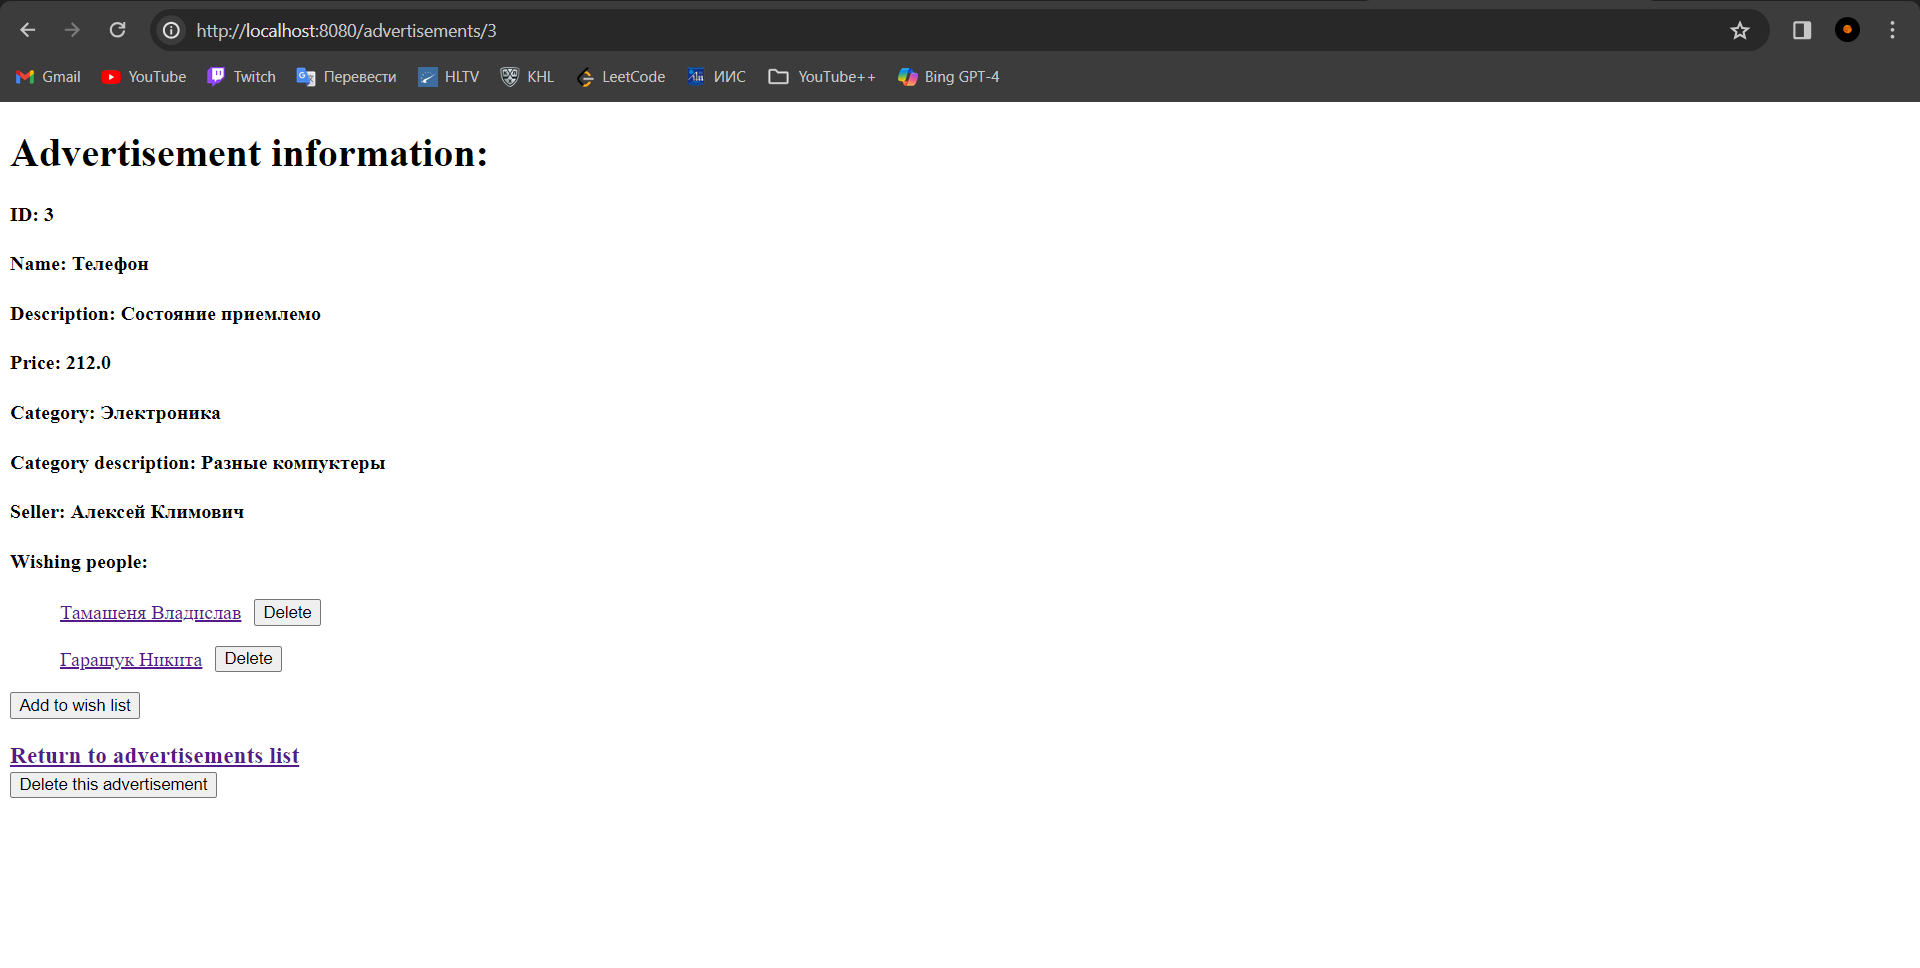 http://localhost:8080/advertisements/3
Gmail YouTube Twitch Перевести HLTV KHL LeetCode ИИС YouTube++ Bing GPT-4
Advertisement information:
ID: 3
Name: Телефон
Description: Состояние приемлемо
Price: 212.0
Category: Электроника
Category description: Разные компуктеры
Seller: Алексей Климович
Wishing people:
Тамашеня Владислав Delete
Гаращук Никита Delete
Add to wish list
Return to advertisements list
Delete this advertisement